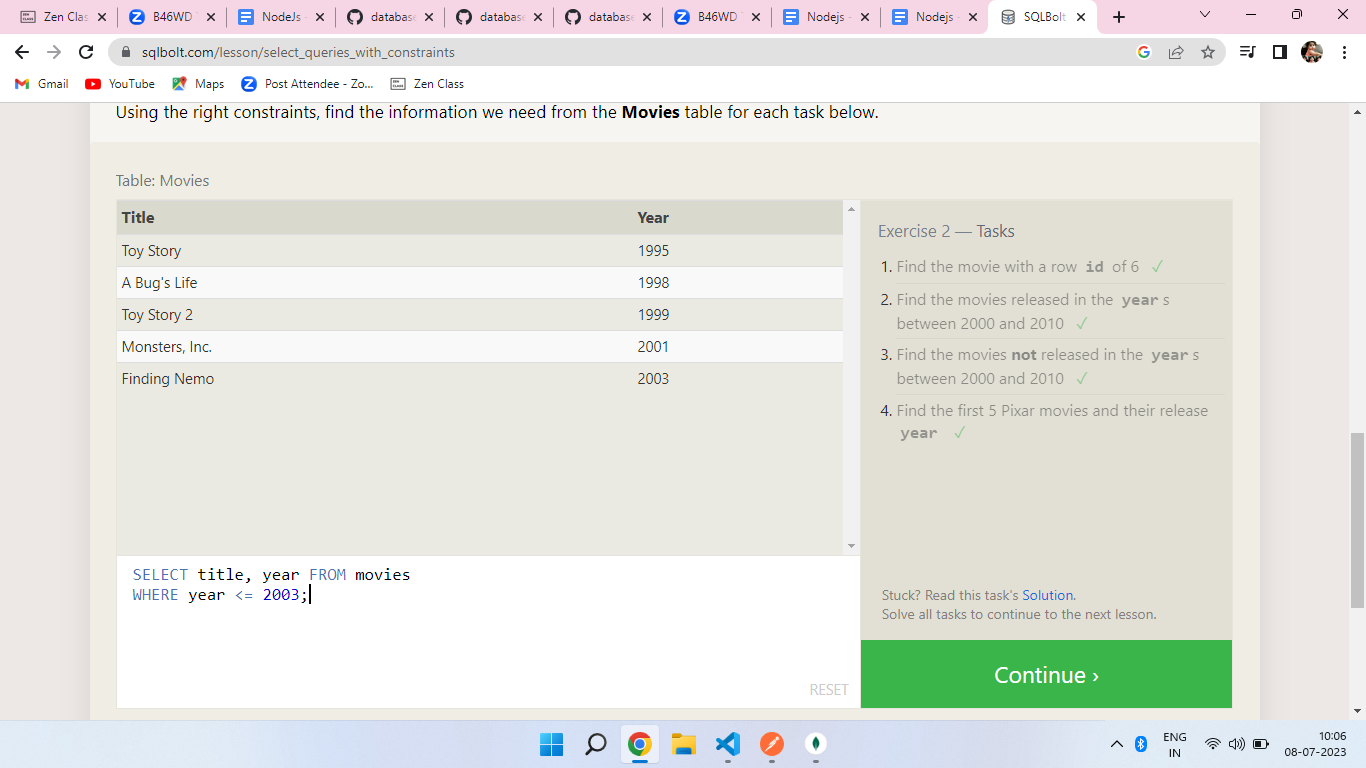 Zen Clas
B46WD
NodeJs -
database
database
database
B46WD
Nodejs -
Nodejs -
SQLBolt
sqlbolt.com/lesson/select_queries_with_constraints
Gmail
YouTube
Maps
Post Attendee - Zo...
Zen Class
Using the right constraints, find the information we need from the Movies table for each task below.
Table: Movies
Title Year
Toy Story 1995
A Bug's Life 1998
Toy Story 2 1999
Monsters, Inc. 2001
Finding Nemo 2003
SELECT title, year FROM movies
WHERE year <= 2003;
RESET
Exercise 2 — Tasks
1. Find the movie with a row id of 6 ✓
2. Find the movies released in the year s
between 2000 and 2010 ✓
3. Find the movies not released in the year s
between 2000 and 2010 ✓
4. Find the first 5 Pixar movies and their release
year ✓
Stuck? Read this task's Solution.
Solve all tasks to continue to the next lesson.
Continue ›
ENG
IN
10:06
08-07-2023